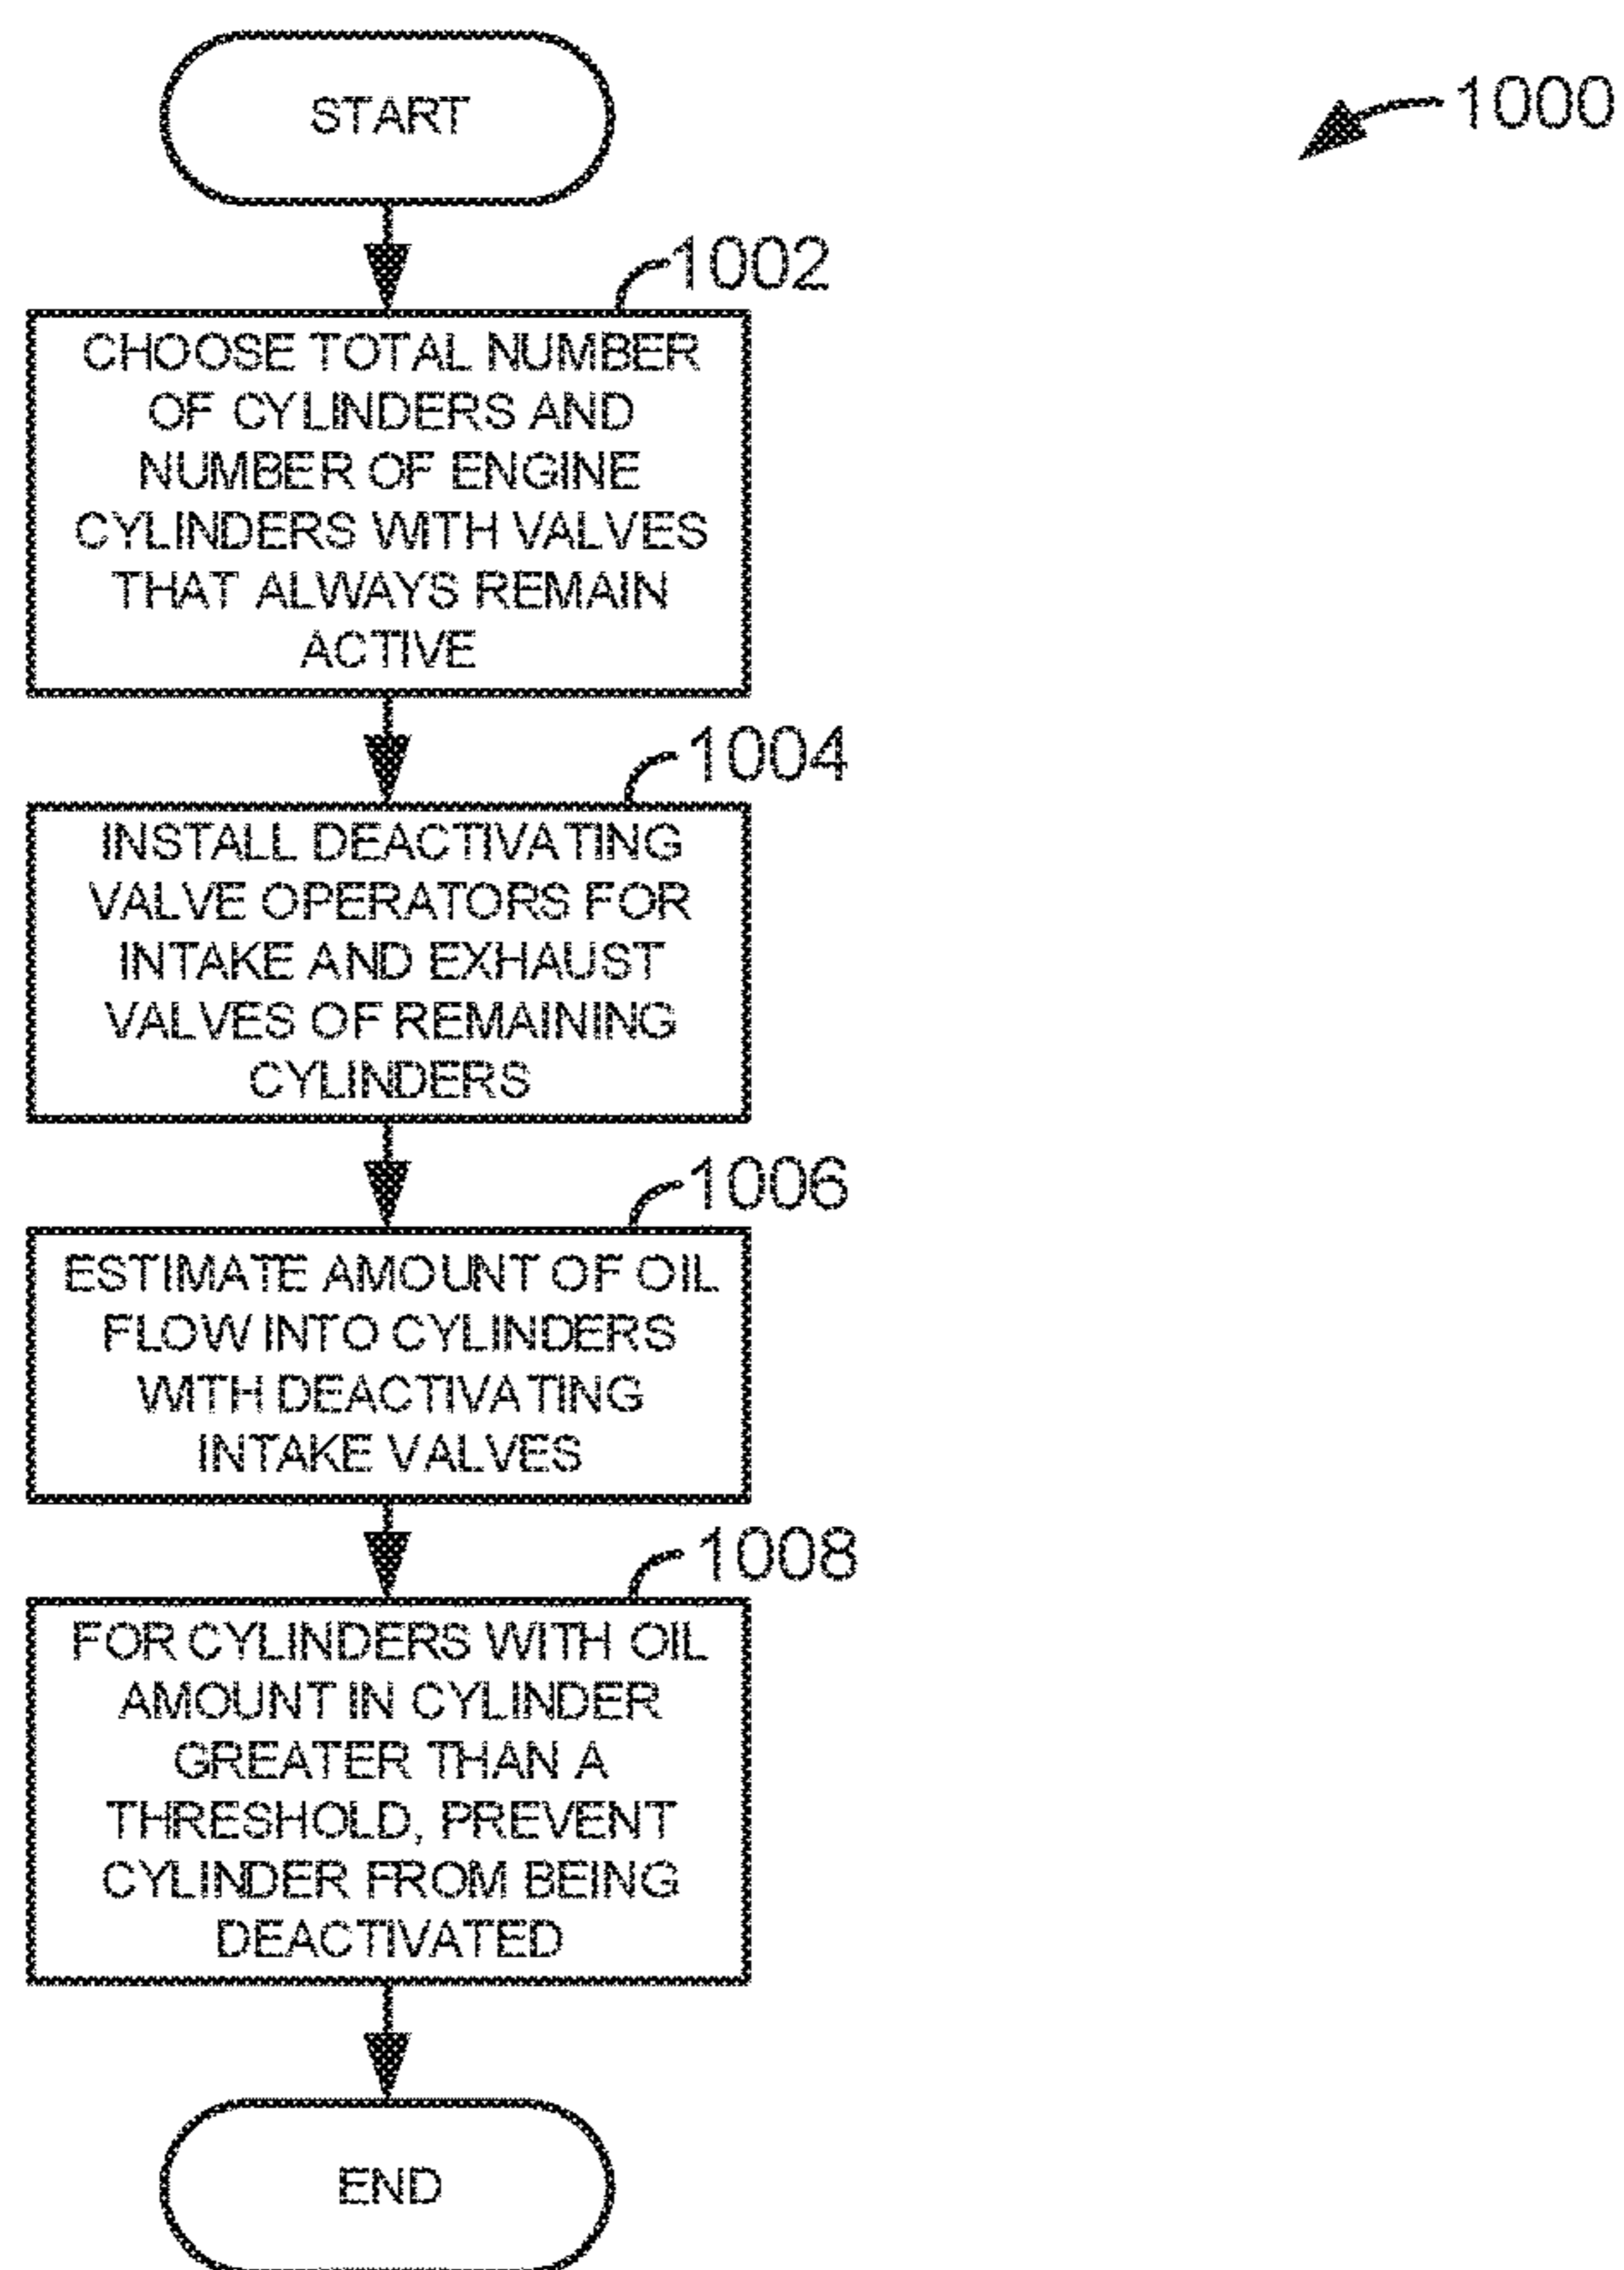 START
1000
1002
CHOOSE TOTAL NUMBER
OF CYLINDERS AND
NUMBER OF ENGINE
CYLINDERS WITH VALVES
THAT ALWAYS REMAIN
ACTIVE
1004
INSTALL DEACTIVATING
VALVE OPERATORS FOR
INTAKE AND EXHAUST
VALVES OF REMAINING
CYLINDERS
1006
ESTIMATE AMOUNT OF OIL
FLOW INTO CYLINDERS
WITH DEACTIVATING
INTAKE VALVES
1008
FOR CYLINDERS WITH OIL
AMOUNT IN CYLINDER
GREATER THAN A
THRESHOLD, PREVENT
CYLINDER FROM BEING
DEACTIVATED
END